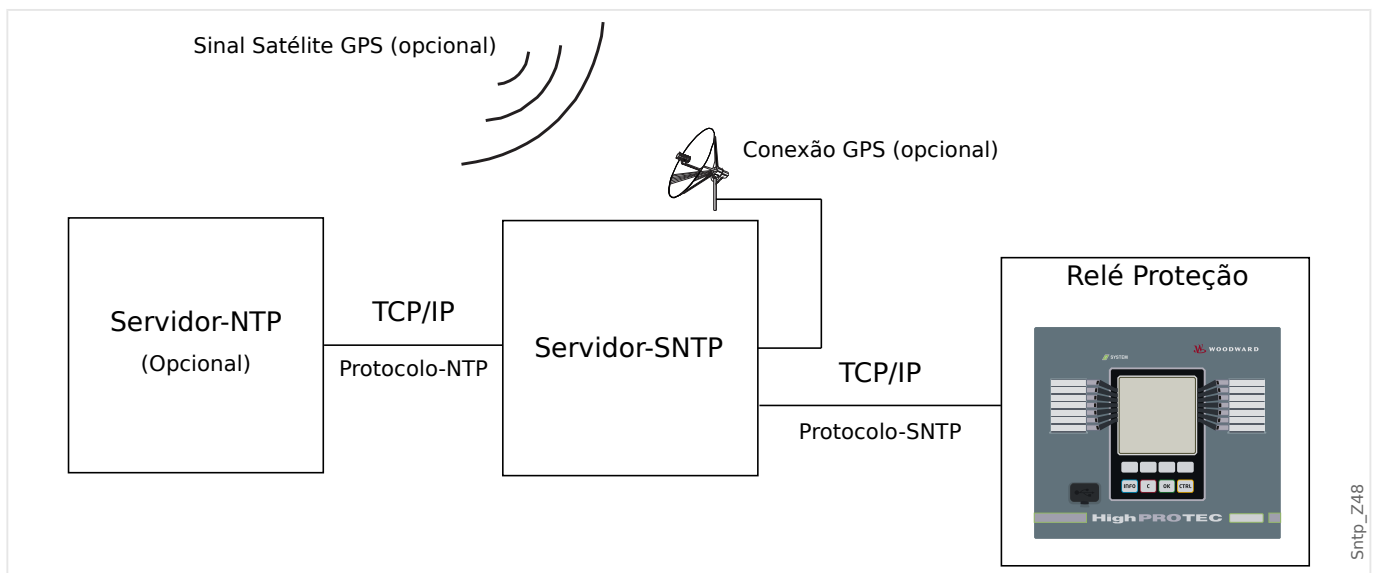 Sinal Satélite GPS (opcional)
Conexão GPS (opcional)
Servidor-NTP
(Opcional)
TCP/IP
Protocolo-NTP
Servidor-SNTP
TCP/IP
Protocolo-SNTP
Relé Proteção
SYSTEM
WOODWARD
INFO
C
OK
CTRL
HighPROTEC
Sntp_Z48